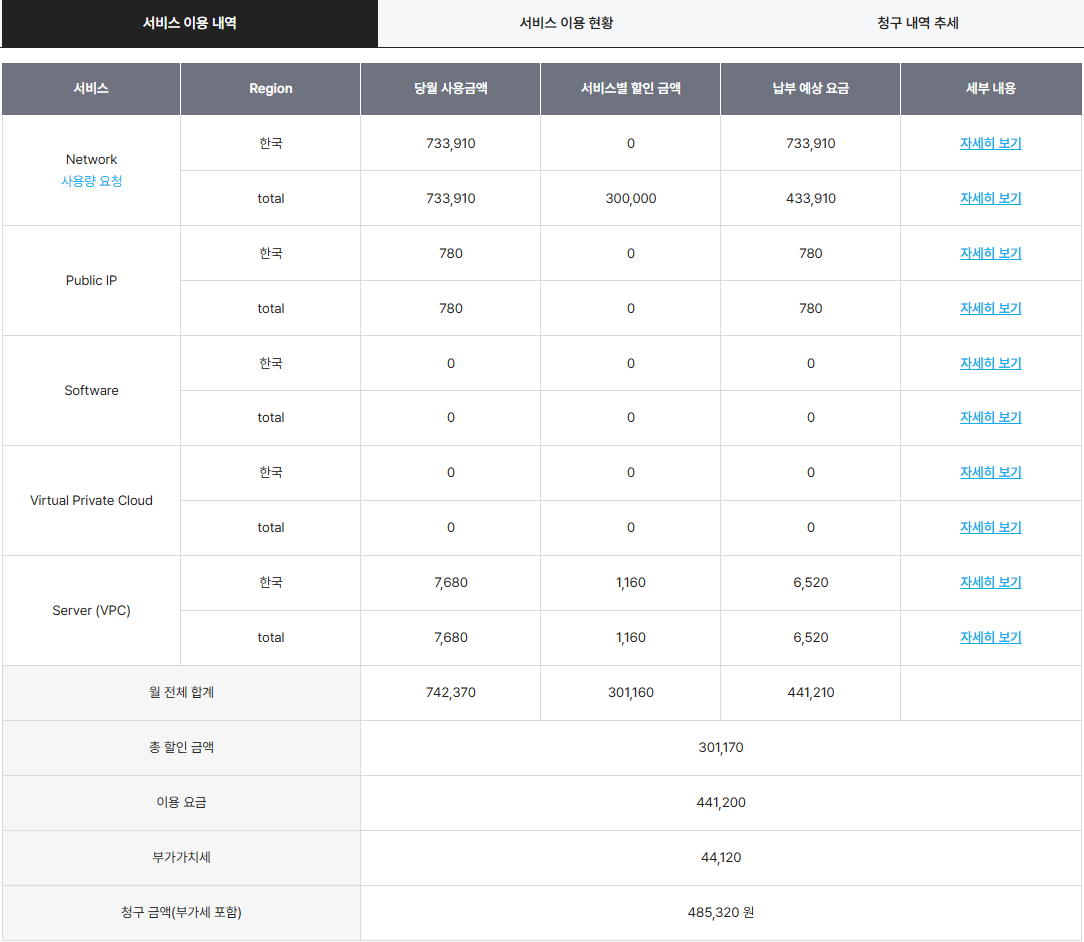 서비스 이용 내역 서비스 이용 현황 청구 내역 추세
서비스 Region 당월 사용금액 서비스별 할인 금액 납부 예상 요금 세부 내용
Network
사용량 요청
한국 733,910 0 733,910 자세히 보기
total 733,910 300,000 433,910 자세히 보기
Public IP
한국 780 0 780 자세히 보기
total 780 0 780 자세히 보기
Software
한국 0 0 0 자세히 보기
total 0 0 0 자세히 보기
Virtual Private Cloud
한국 0 0 0 자세히 보기
total 0 0 0 자세히 보기
Server (VPC)
한국 7,680 1,160 6,520 자세히 보기
total 7,680 1,160 6,520 자세히 보기
월 전체 합계 742,370 301,160 441,210
총 할인 금액 301,170
이용 요금 441,200
부가가치세 44,120
청구 금액(부가세 포함) 485,320 원